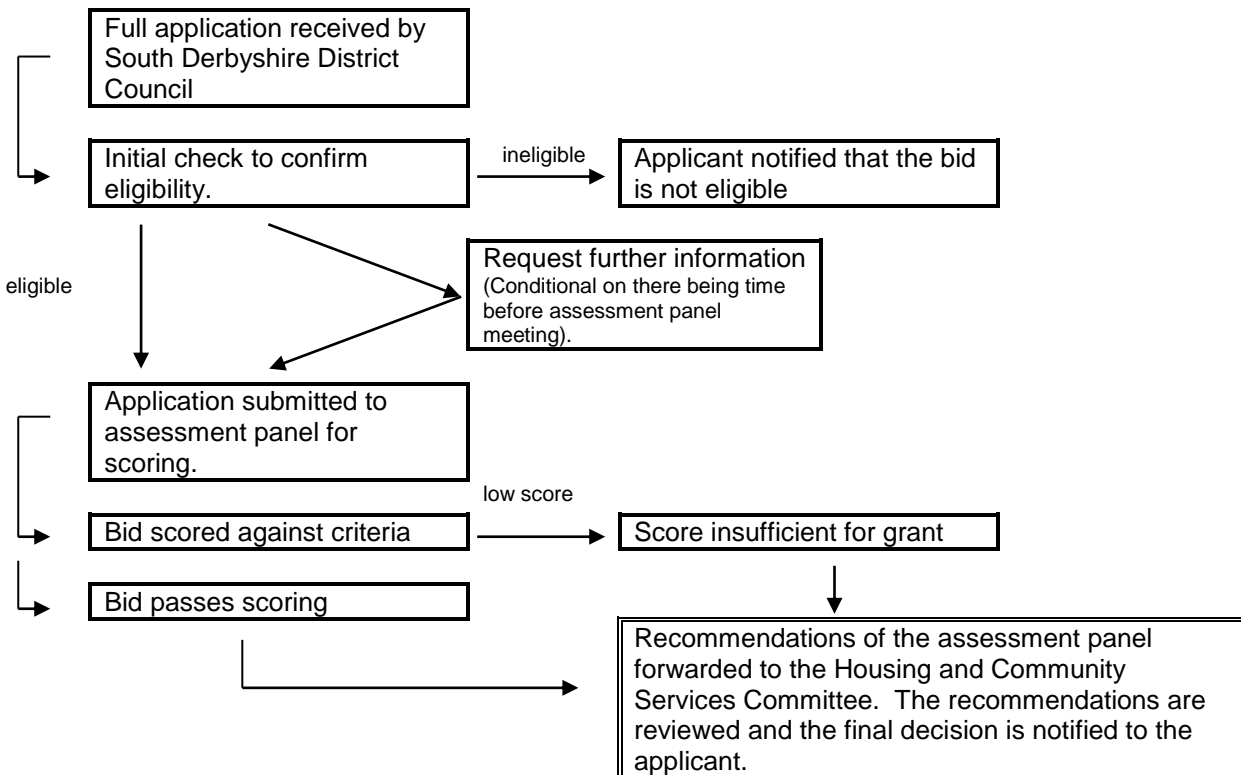 Full application received by
South Derbyshire District
Council
Initial check to confirm
eligibility.
ineligible
Applicant notified that the bid
is not eligible
eligible
Request further information
(Conditional on there being time
before assessment panel
meeting).
Application submitted to
assessment panel for
scoring.
low score
Bid scored against criteria
Score insufficient for grant
Bid passes scoring
Recommendations of the assessment panel
forwarded to the Housing and Community
Services Committee.  The recommendations are
reviewed and the final decision is notified to the
applicant.